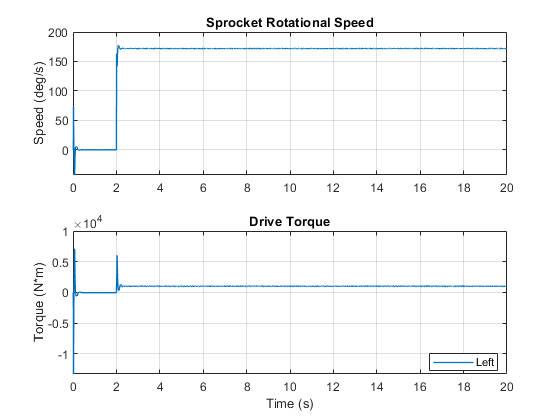 Sprocket Rotational Speed
200
150
100
50
0
Speed (deg/s)
0 2 4 6 8 10 12 14 16 18 20
Drive Torque
×10^4
1
0.5
0
-0.5
-1
Torque (N*m)
Left
0 2 4 6 8 10 12 14 16 18 20
Time (s)